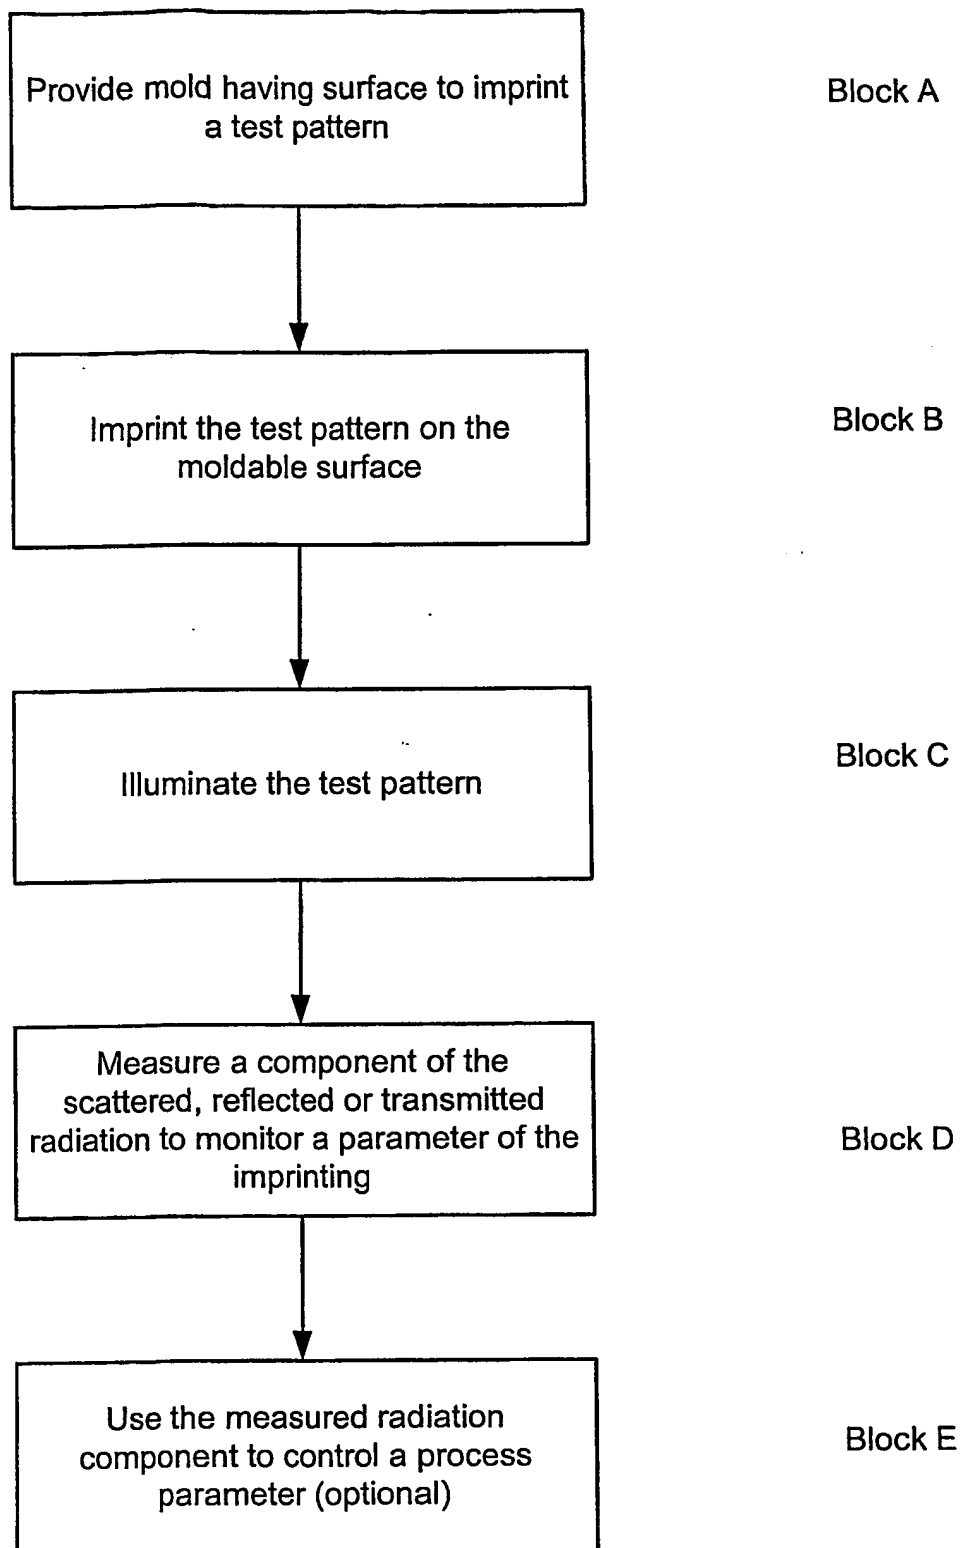 Provide mold having surface to imprint
a test pattern
Block A
Imprint the test pattern on the
moldable surface
Block B
Illuminate the test pattern
Block C
Measure a component of the
scattered, reflected or transmitted
radiation to monitor a parameter of the
imprinting
Block D
Use the measured radiation
component to control a process
parameter (optional)
Block E